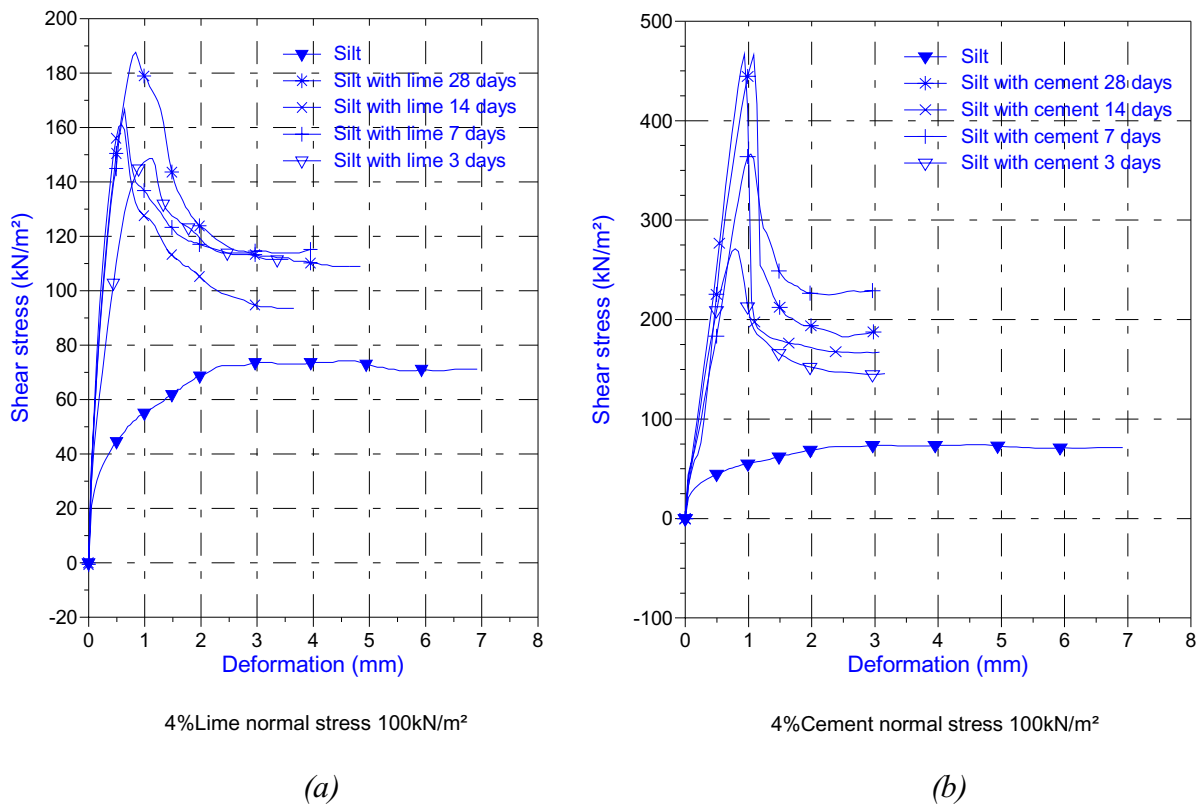 200
180
160
140
120
100
80
60
40
20
0
-20
Shear stress (kN/m²)
Silt
Silt with lime 28 days
Silt with lime 14 days
Silt with lime 7 days
Silt with lime 3 days
0 1 2 3 4 5 6 7 8
Deformation (mm)
4%Lime normal stress 100kN/m²
(a)
500
400
300
200
100
0
-100
Shear stress (kN/m²)
Silt
Silt with cement 28 days
Silt with cement 14 days
Silt with cement 7 days
Silt with cement 3 days
0 1 2 3 4 5 6 7 8
Deformation (mm)
4%Cement normal stress 100kN/m²
(b)